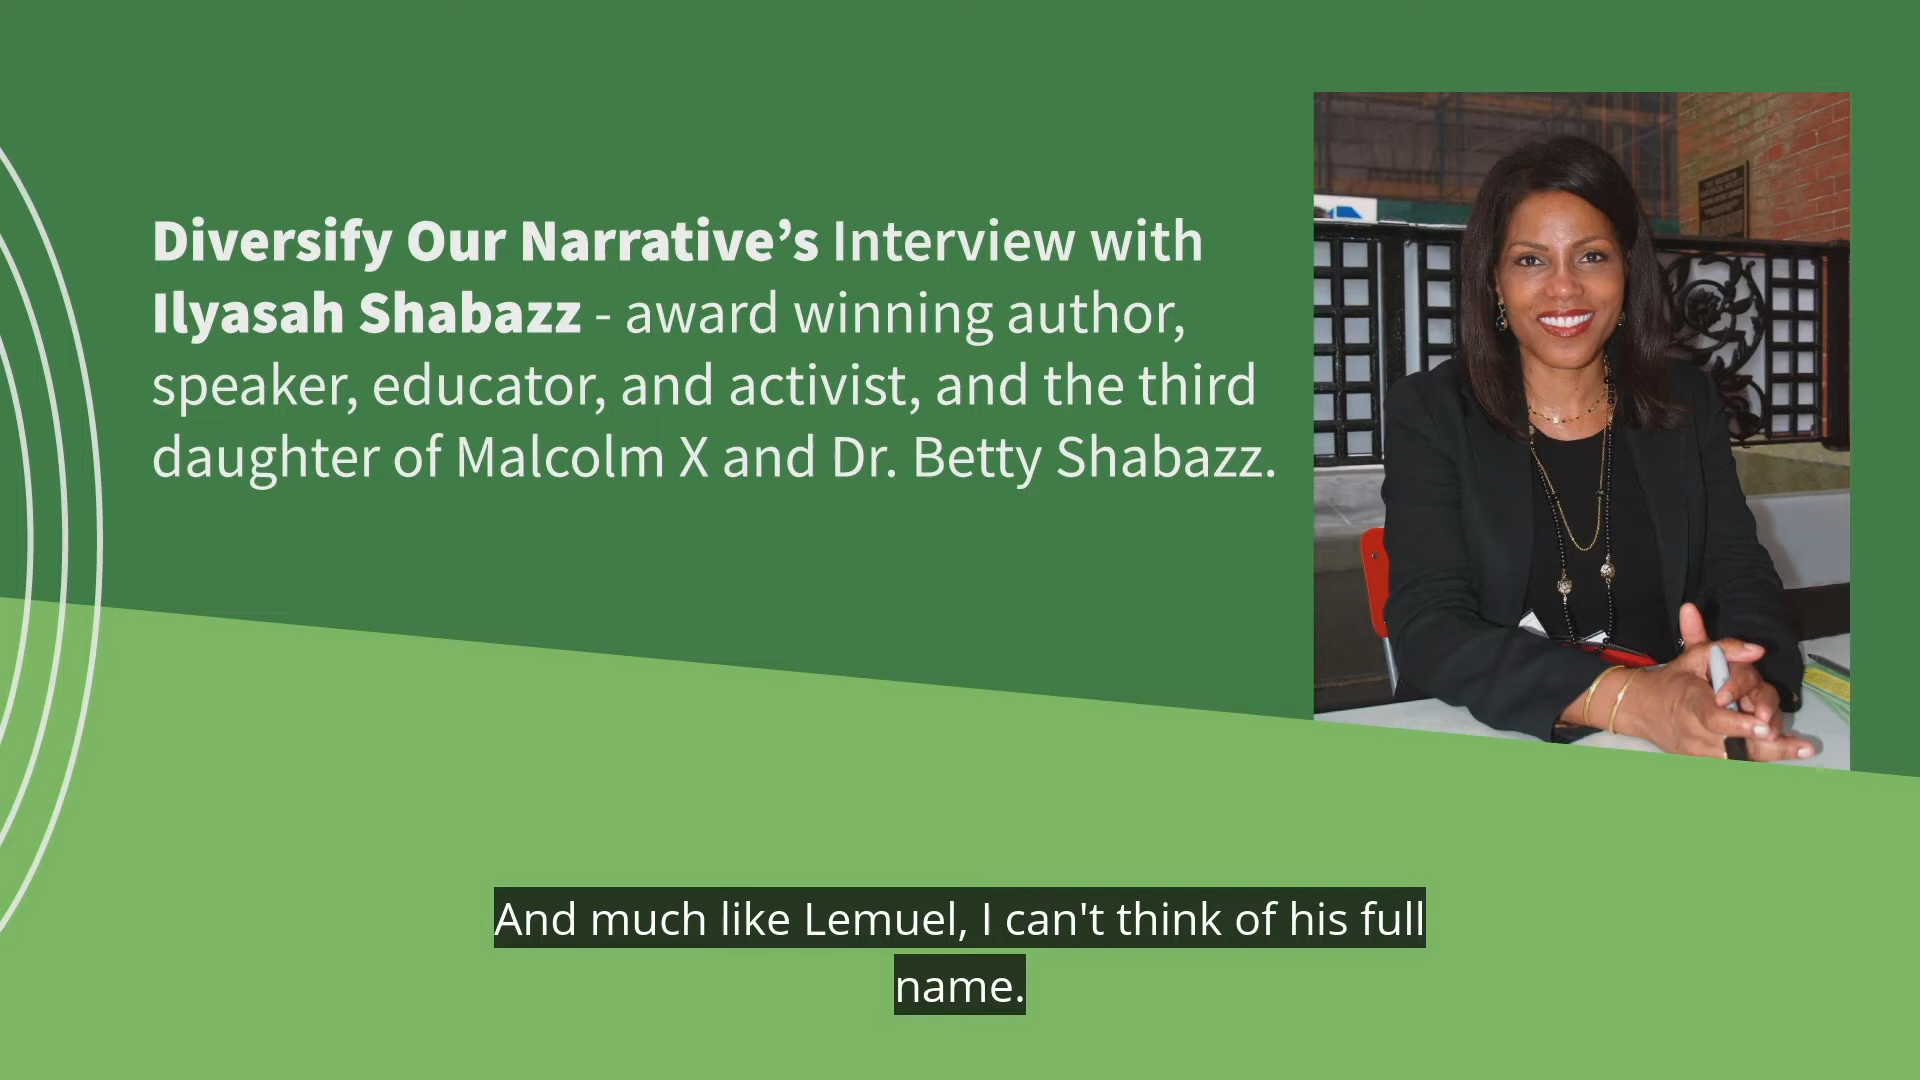 Diversify Our Narrative’s Interview with
Ilyasah Shabazz - award winning author,
speaker, educator, and activist, and the third
daughter of Malcolm X and Dr. Betty Shabazz.
And much like Lemuel, I can't think of his full
name.